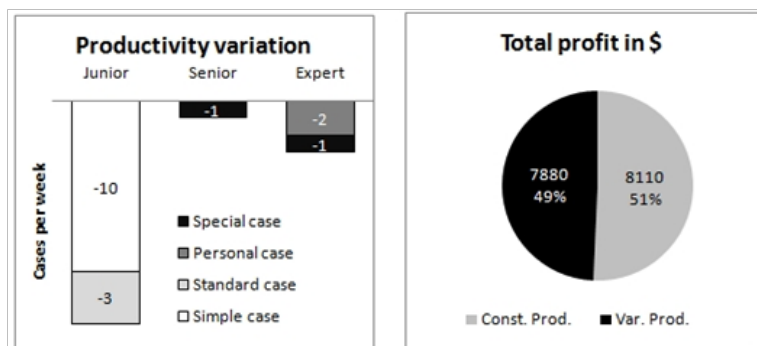 Productivity variation
Junior Senior Expert
-1
-2
-1
-10
-3
Cases per week
Special case
Personal case
Standard case
Simple case
Total profit in $
7880
49%
8110
51%
Const. Prod. Var. Prod.